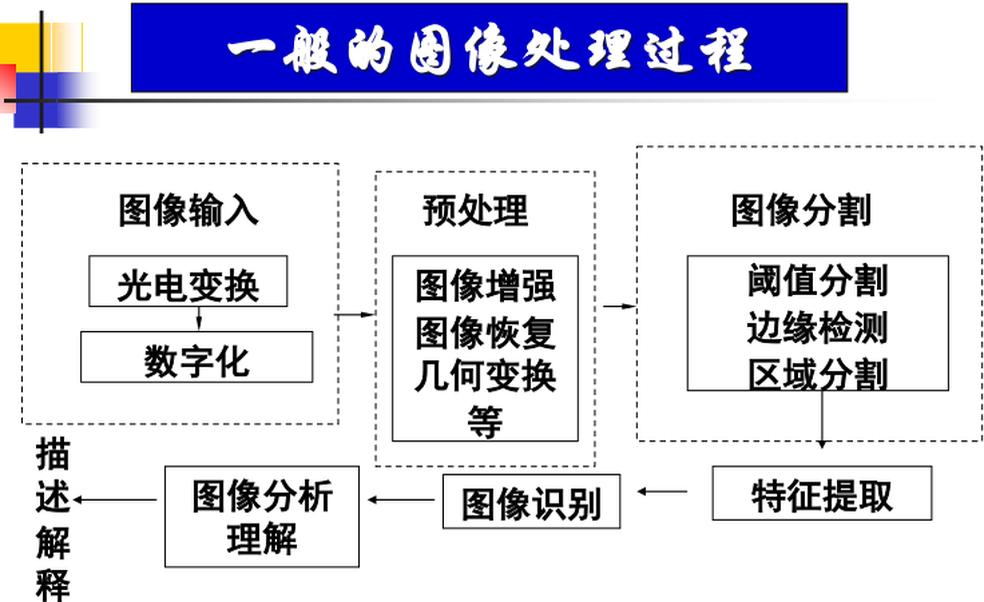 一般的图像处理过程
图像输入
光电变换
数字化
预处理
图像增强
图像恢复
几何变换
等
图像分割
阈值分割
边缘检测
区域分割
特征提取
图像识别
图像分析
理解
描
述
解
释